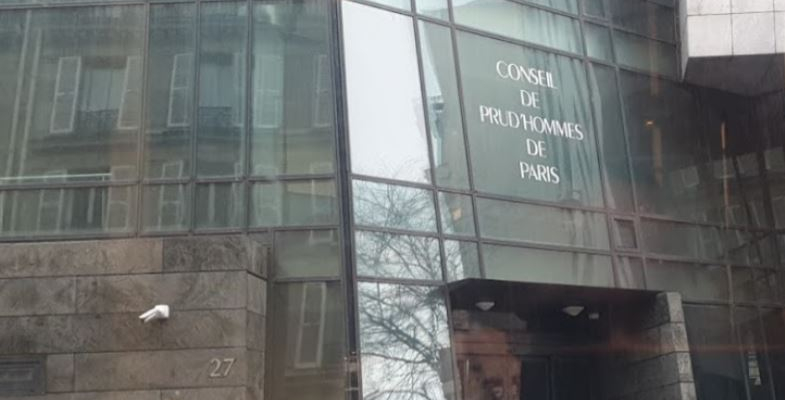 CONSEIL
DE
PRUD'HOMMES
DE
PARIS
27